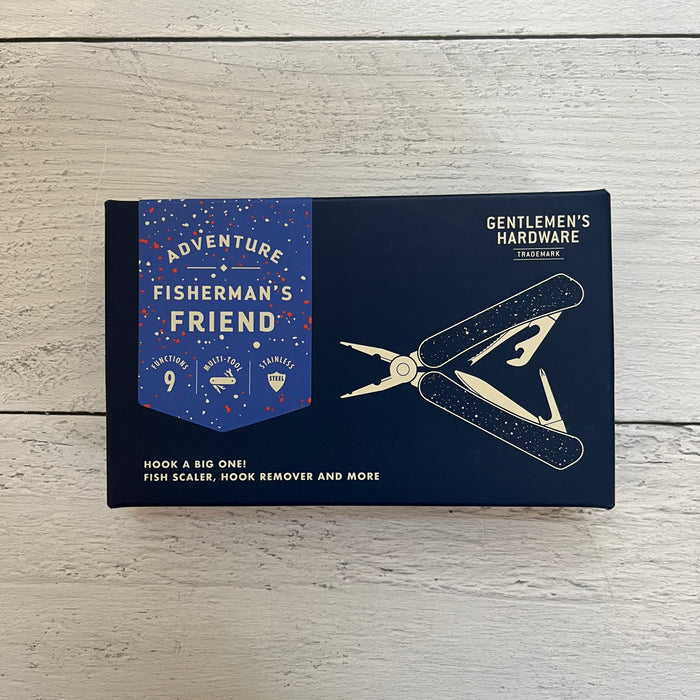 ADVENTURE
FISHERMAN'S
FRIEND
FUNCTIONS
9
MULTI-TOOL
STAINLESS
STEEL
HOOK A BIG ONE!
FISH SCALER, HOOK REMOVER AND MORE
GENTLEMEN'S
HARDWARE
TRADEMARK